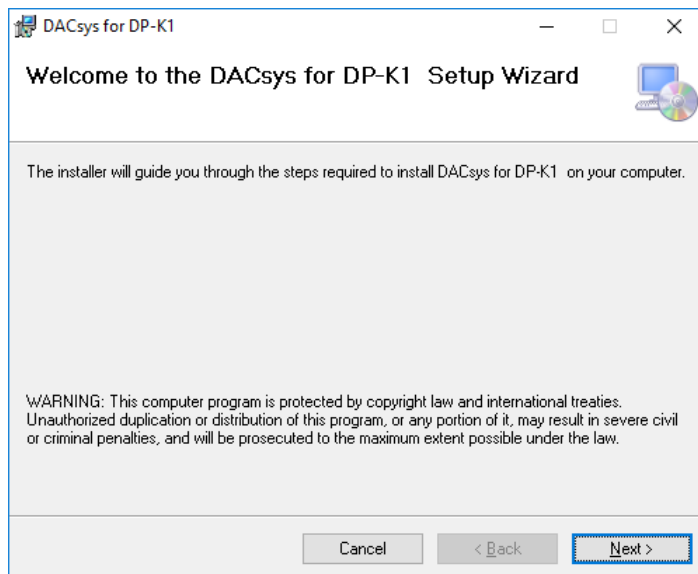 DACsys for DP-K1
Welcome to the DACsys for DP-K1  Setup Wizard
The installer will guide you through the steps required to install DACsys for DP-K1  on your computer.
WARNING: This computer program is protected by copyright law and international treaties.
Unauthorized duplication or distribution of this program, or any portion of it, may result in severe civil
or criminal penalties, and will be prosecuted to the maximum extent possible under the law.
Cancel
< Back
Next >